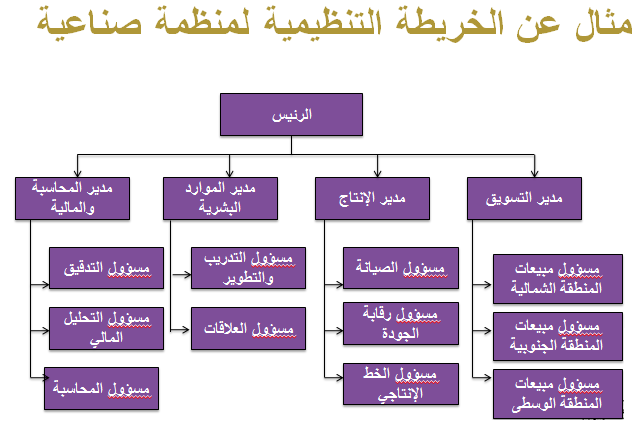 مثال عن الخريطة التنظيمية لمنظمة صناعية
الرئيس
مدير التسويق
مدير الإنتاج
مدير الموارد
البشرية
مدير المحاسبة
والمالية
مسؤول مبيعات
المنطقة الشمالية
مسؤول مبيعات
المنطقة الجنوبية
مسؤول مبيعات
المنطقة الوسطى
مسؤول الصيانة
مسؤول رقابة
الجودة
مسؤول الخط
الإنتاجي
مسؤول التدريب
والتطوير
مسؤول العلاقات
مسؤول التدقيق
مسؤول التحليل
المالي
مسؤول المحاسبة